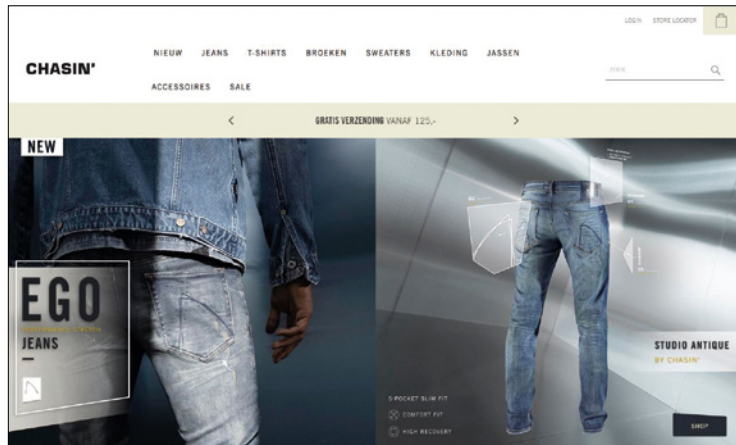 LOGIN STORE LOCATOR
NIEUW JEANS T-SHIRTS BROEKEN SWEATERS KLEDING JASSEN
CHASIN'
ACCESSOIRES SALE
GRATIS VERZENDING VANAF 125,-
NEW
EGO
JEANS
STUDIO ANTIQUE
BY CHASIN'
5-POCKET SLIM FIT
COMFORT FIT
HIGH RECOVERY
SHOP